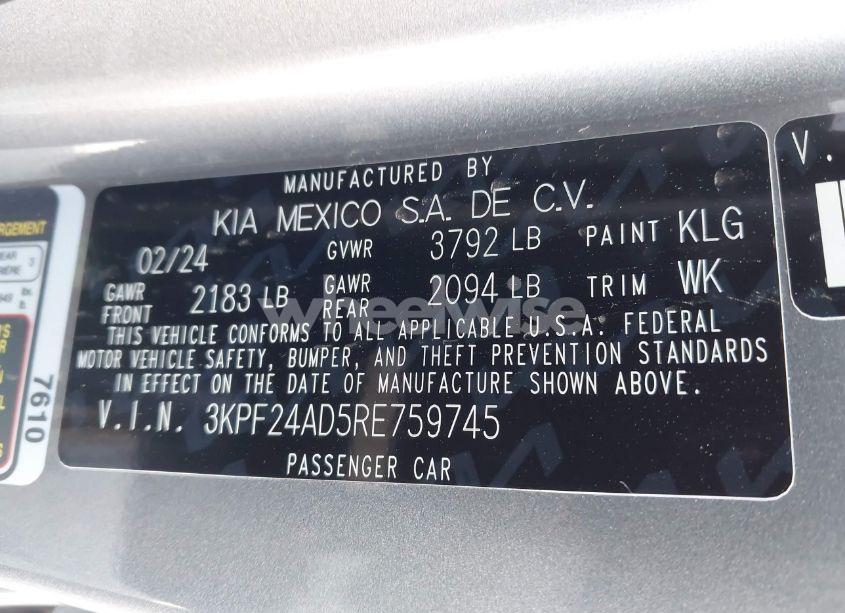 MANUFACTURED BY
KIA MEXICO S.A. DE C.V.
02/24 GVWR 3792 LB PAINT KLG
GAWR FRONT 2183 LB GAWR REAR 2094 LB TRIM WK
wheelwise
THIS VEHICLE CONFORMS TO ALL APPLICABLE U.S.A. FEDERAL
MOTOR VEHICLE SAFETY, BUMPER, AND THEFT PREVENTION STANDARDS
IN EFFECT ON THE DATE OF MANUFACTURE SHOWN ABOVE.
V.I.N. 3KPF24AD5RE759745
PASSENGER CAR
7610
V.